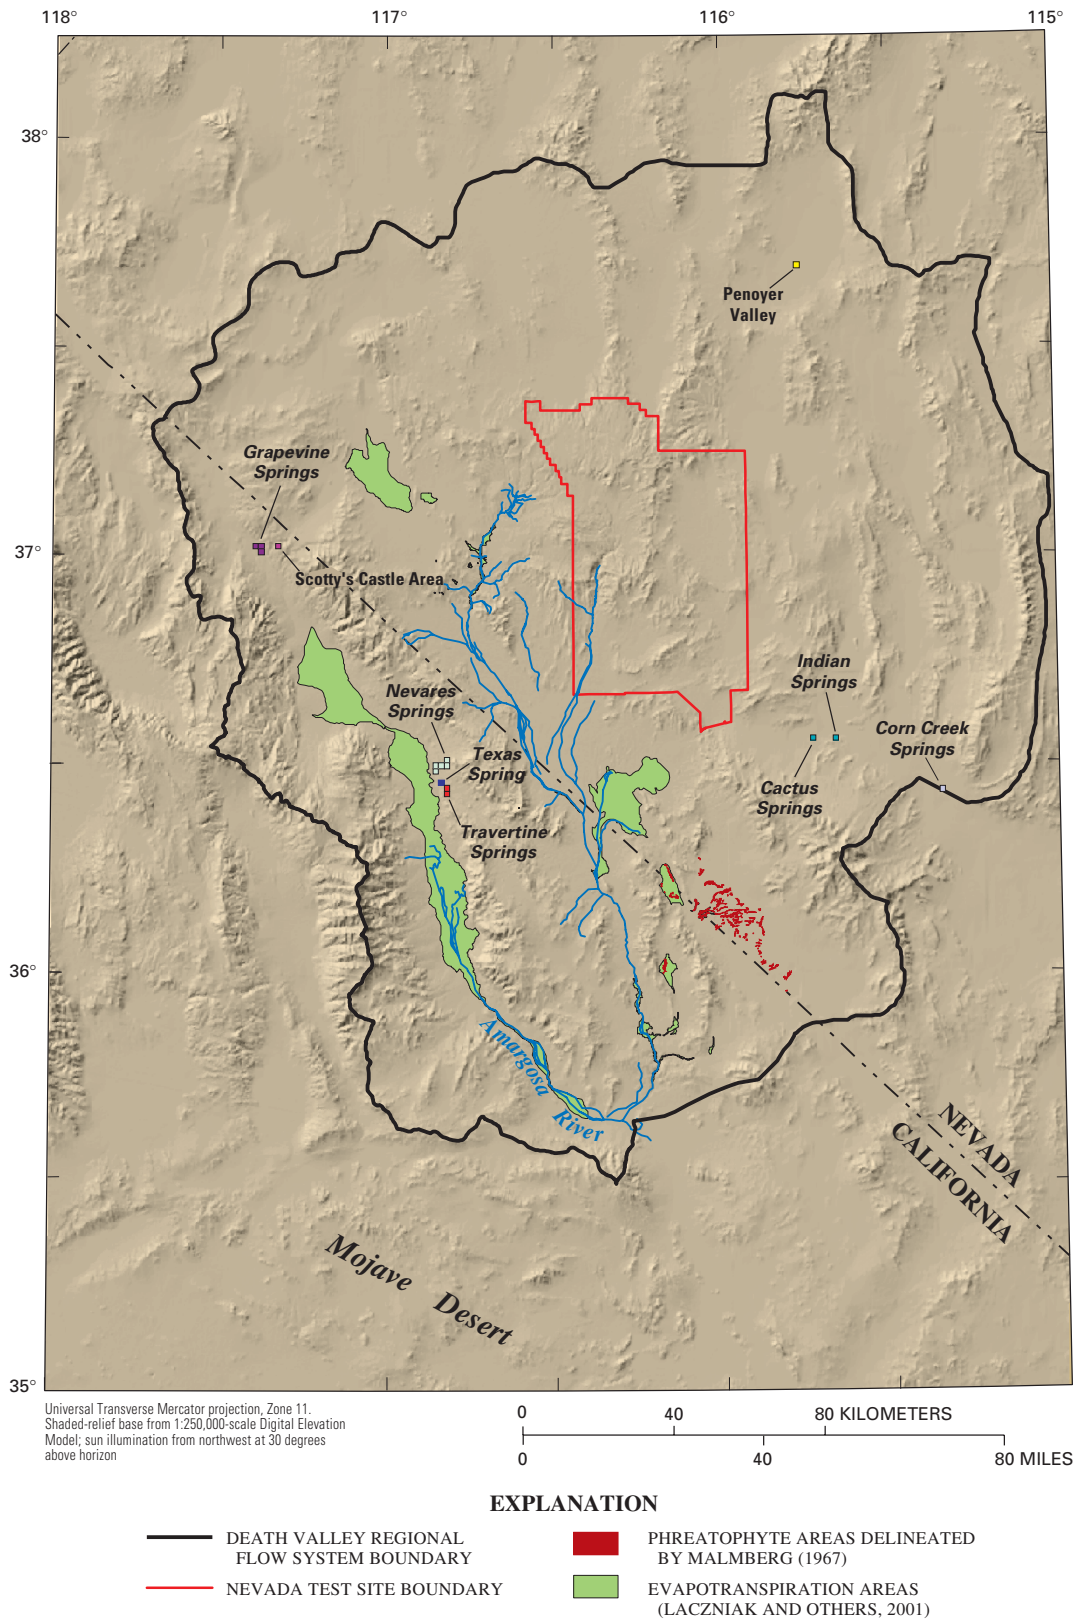 118°
117°
116°
115°
38°
37°
36°
35°
Penoyer
Valley
Grapevine
Springs
Scotty's Castle Area
Nevares
Springs
Texas
Spring
Travertine
Springs
Indian
Springs
Cactus
Springs
Corn Creek
Springs
Amargosa
River
NEVADA
CALIFORNIA
Mojave Desert
Universal Transverse Mercator projection, Zone 11.
Shaded-relief base from 1:250,000-scale Digital Elevation
Model; sun illumination from northwest at 30 degrees
above horizon
0 40 80 KILOMETERS
0 40 80 MILES
EXPLANATION
DEATH VALLEY REGIONAL
FLOW SYSTEM BOUNDARY
NEVADA TEST SITE BOUNDARY
PHREATOPHYTE AREAS DELINEATED
BY MALMBERG (1967)
EVAPOTRANSPIRATION AREAS
(LACZNIAK AND OTHERS, 2001)